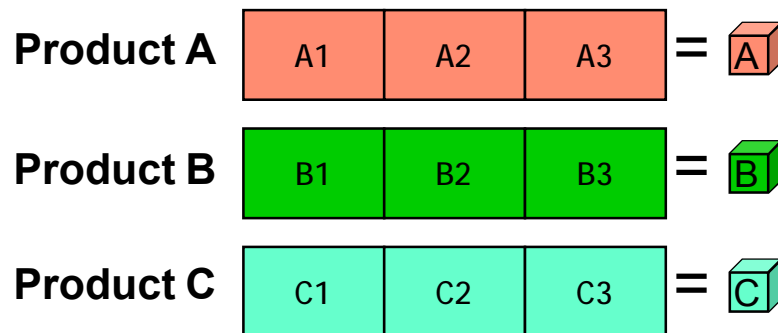 Product A A1 A2 A3 = A
Product B B1 B2 B3 = B
Product C C1 C2 C3 = C